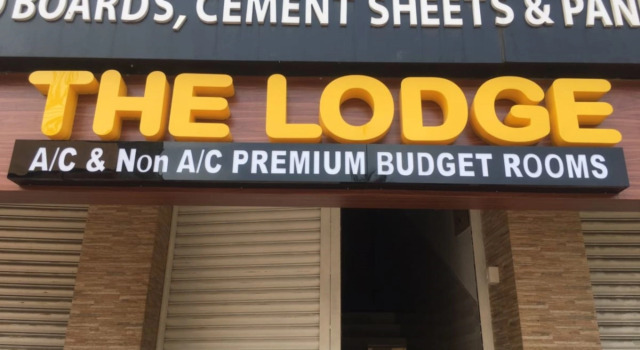 BOARDS, CEMENT SHEETS & PAN
THE LODGE
A/C & Non A/C PREMIUM BUDGET ROOMS